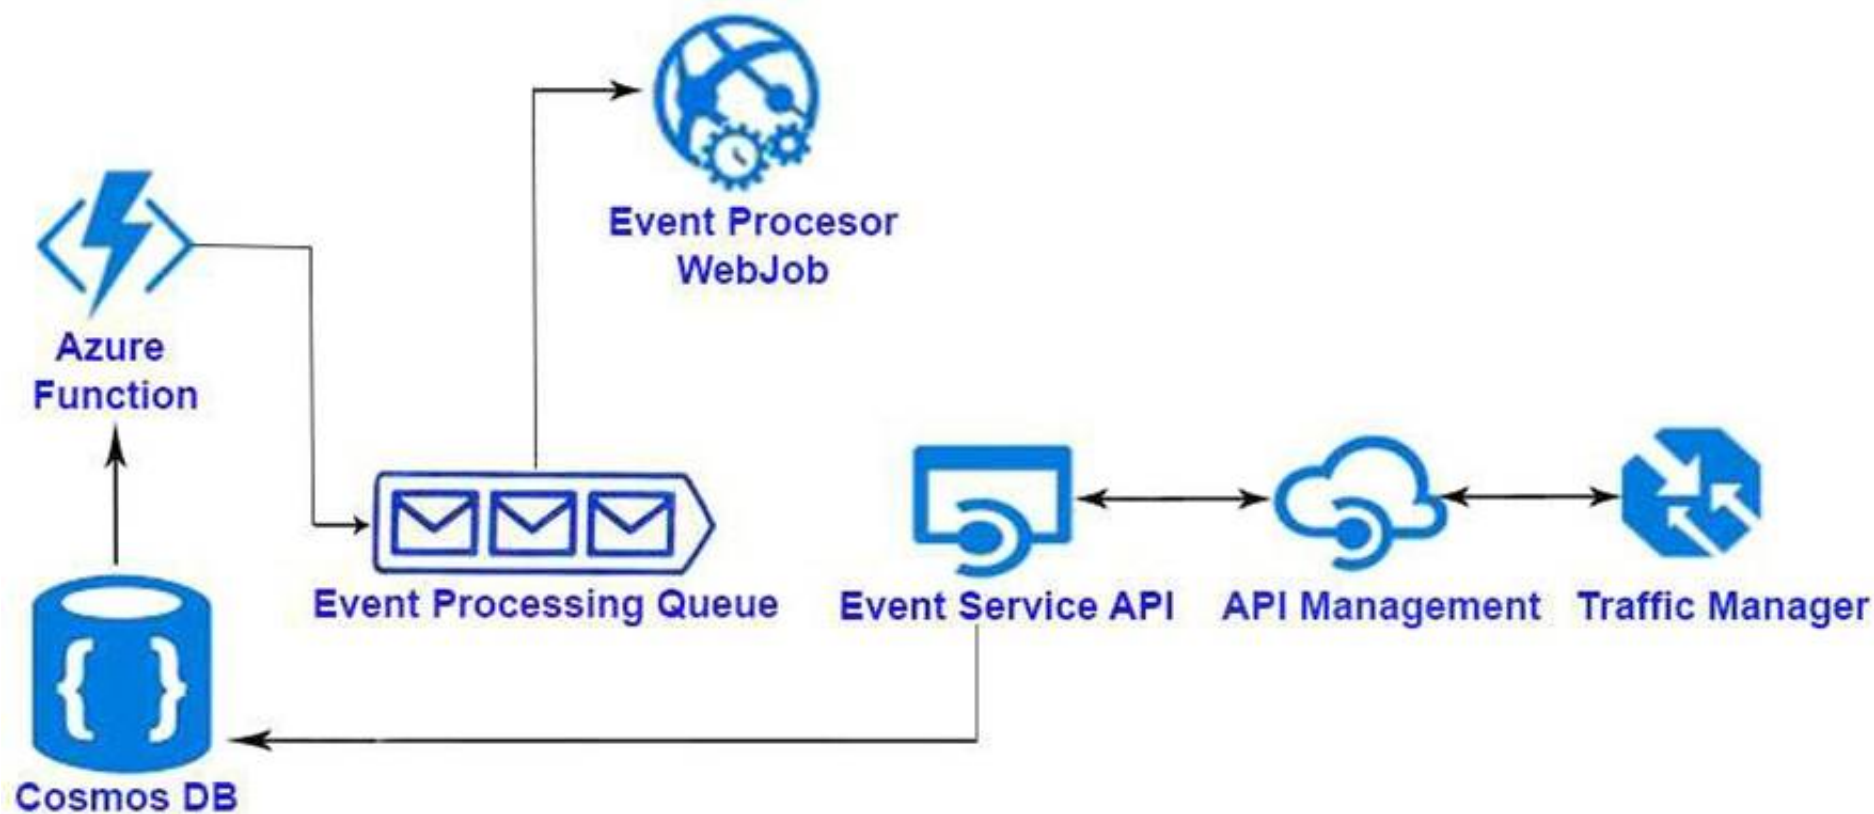 Event Procesor
WebJob
Azure
Function
Event Processing Queue
Event Service API
API Management
Traffic Manager
Cosmos DB